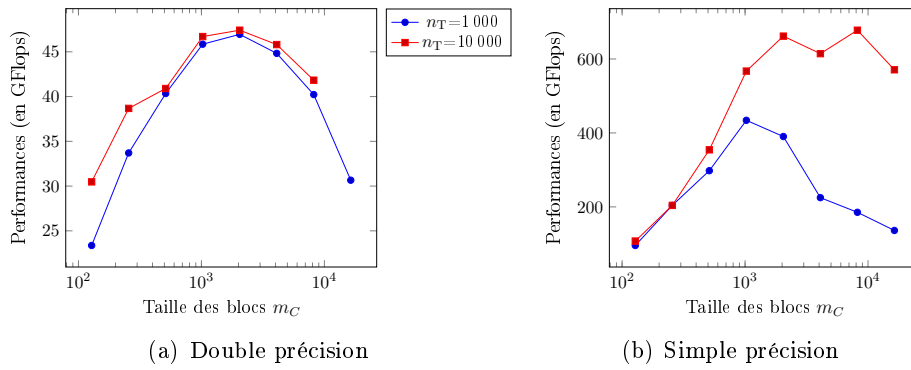 45
40
35
30
25
10²
10³
10⁴
Performances (en GFlops)
Taille des blocs m_C
n_T=1 000
n_T=10 000
(a) Double précision
600
400
200
10²
10³
10⁴
Performances (en GFlops)
Taille des blocs m_C
(b) Simple précision